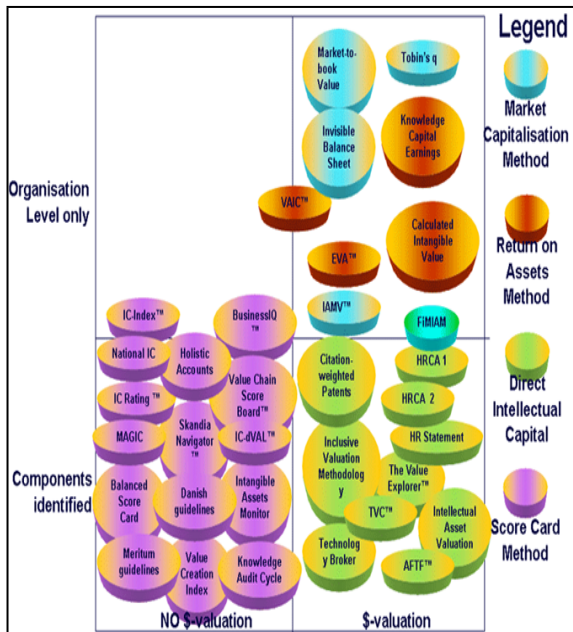 Legend
Market-to-
book
Value
Tobin's q
Market
Capitalisation
Method
Invisible
Balance
Sheet
Knowledge
Capital
Earnings
Organisation
Level only
VAIC™
Return on
Assets
Method
Calculated
Intangible
Value
EVA™
IC-Index™
BusinessIQ
™
IAMV™
FiMIAM
National IC
Holistic
Accounts
Citation-
weighted
Patents
HRCA 1
Direct
Intellectual
Capital
IC Rating ™
Value Chain
Score
Board™
HRCA 2
MAGIC
Skandia
Navigator
™
IC-dVAL™
Inclusive
Valuation
Methodolog
y
HR Statement
Components
identified
Balanced
Score
Card
Danish
guidelines
Intangible
Assets
Monitor
The Value
Explorer™
TVC™
Intellectual
Asset
Valuation
Score Card
Method
Meritum
guidelines
Value
Creation
Index
Knowledge
Audit Cycle
Technolog
y Broker
AFTF™
NO $-valuation
$-valuation